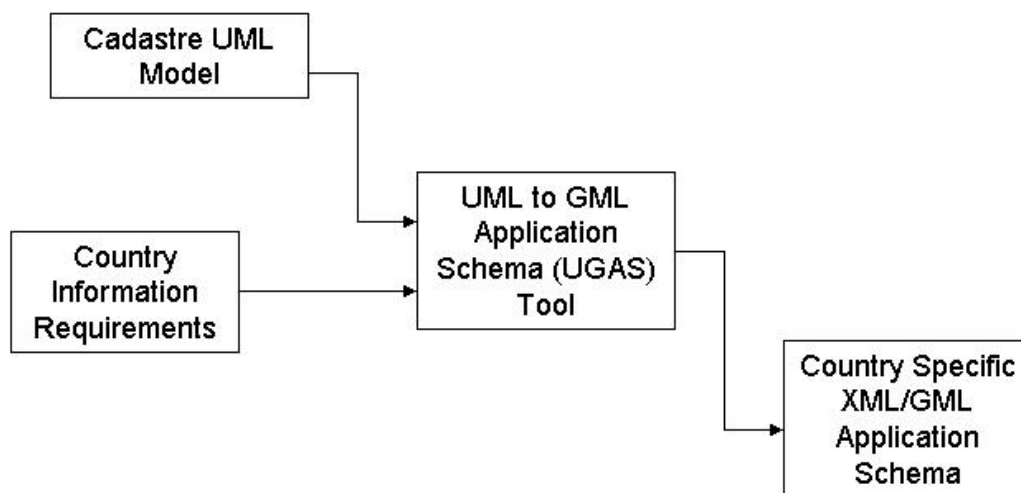 Cadastre UML
Model
UML to GML
Application
Schema (UGAS)
Tool
Country
Information
Requirements
Country Specific
XML/GML
Application
Schema